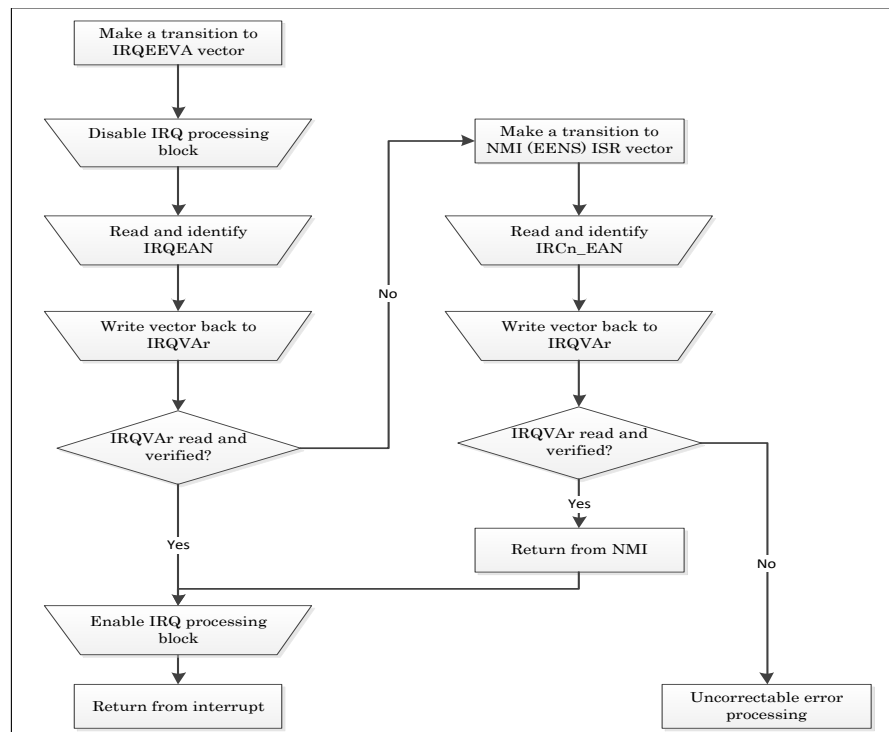 Make a transition to
IRQEEVA vector
Disable IRQ processing
block
Read and identify
IRQEAN
Write vector back to
IRQVAr
IRQVAr read and
verified?
Yes
No
Make a transition to
NMI (EENS) ISR vector
Read and identify
IRCn_EAN
Write vector back to
IRQVAr
IRQVAr read and
verified?
Yes
No
Return from NMI
Enable IRQ processing
block
Return from interrupt
Uncorrectable error
processing